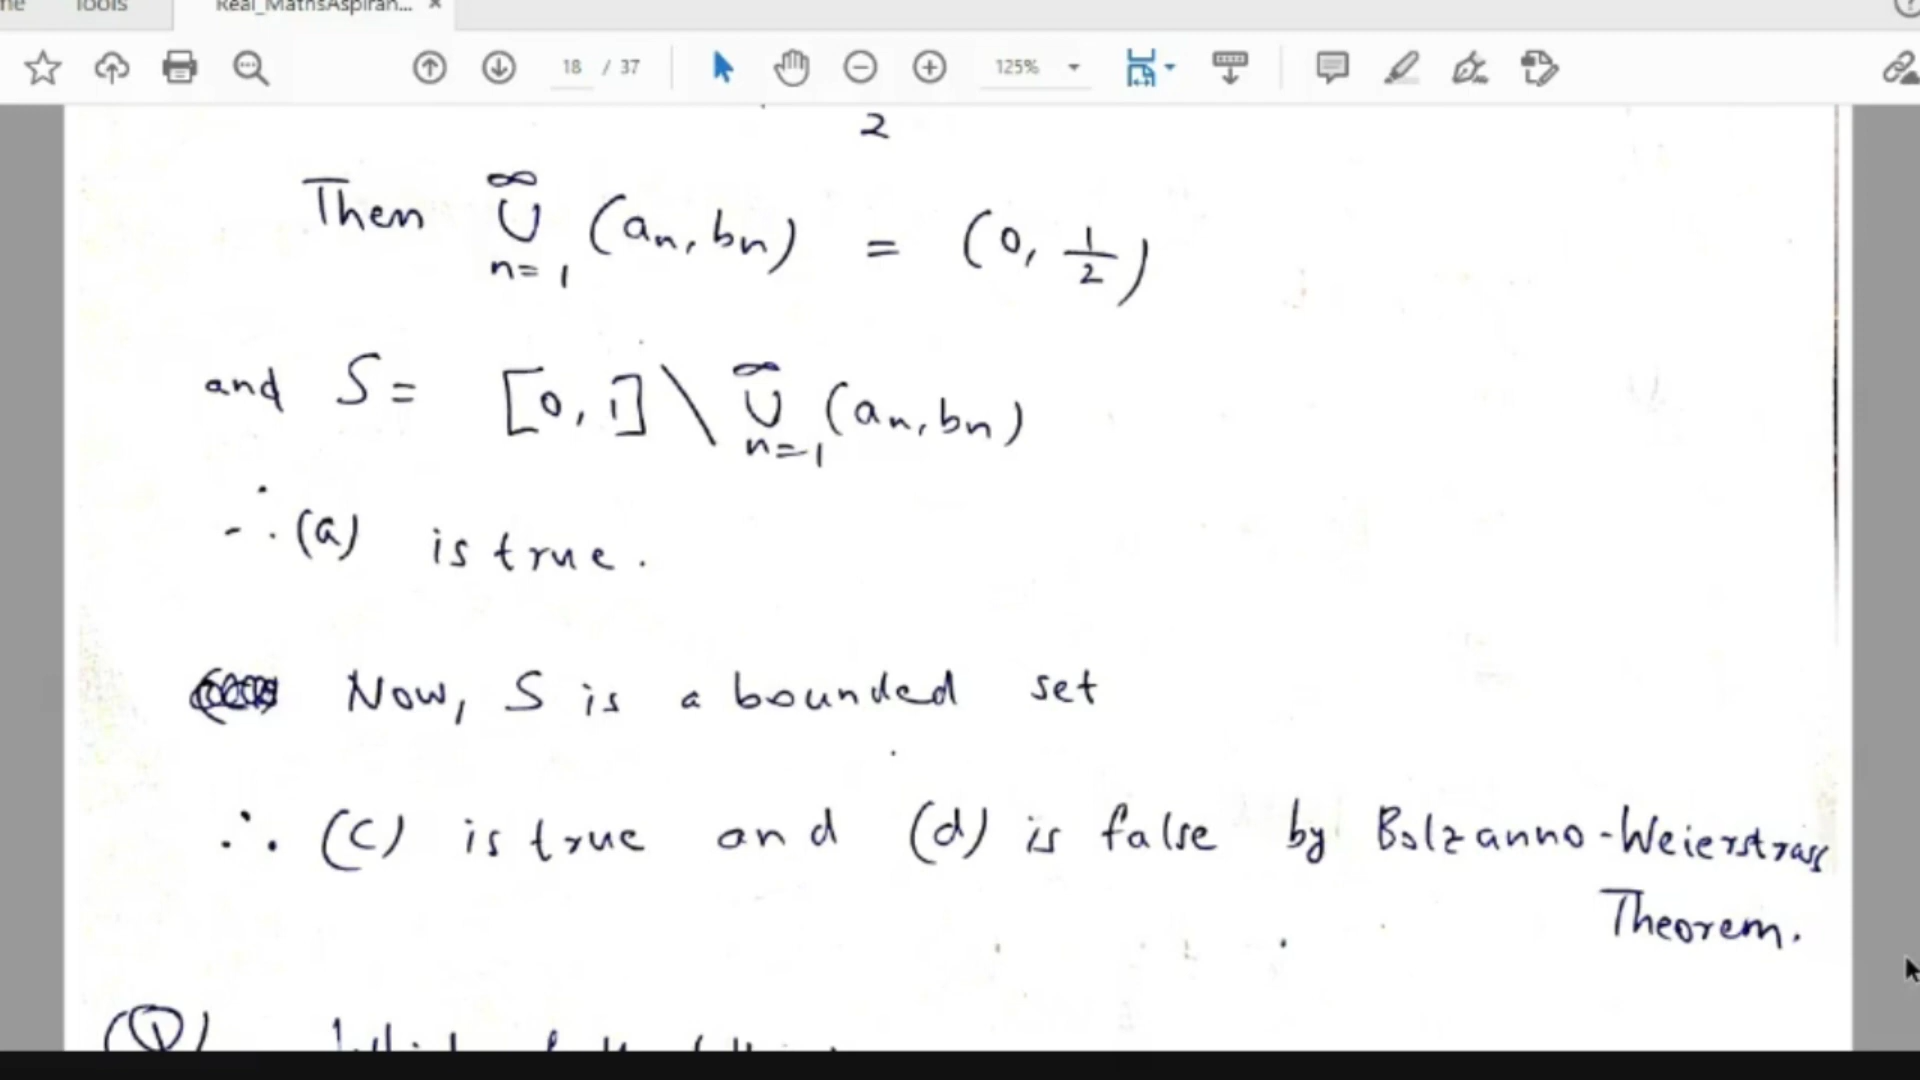 Tools Real_MathsAspiran... ×
18 / 37 125%
2
Then ∞ ∪ n=1 (an, bn) = (0, 1/2)
and S = [0, 1] \ ∞ ∪ n=1 (an, bn)
∴ (a) is true.
Now, S is a bounded set
∴ (c) is true and (d) is false by Bolzanno-Weierstrass
Theorem.
(Q)